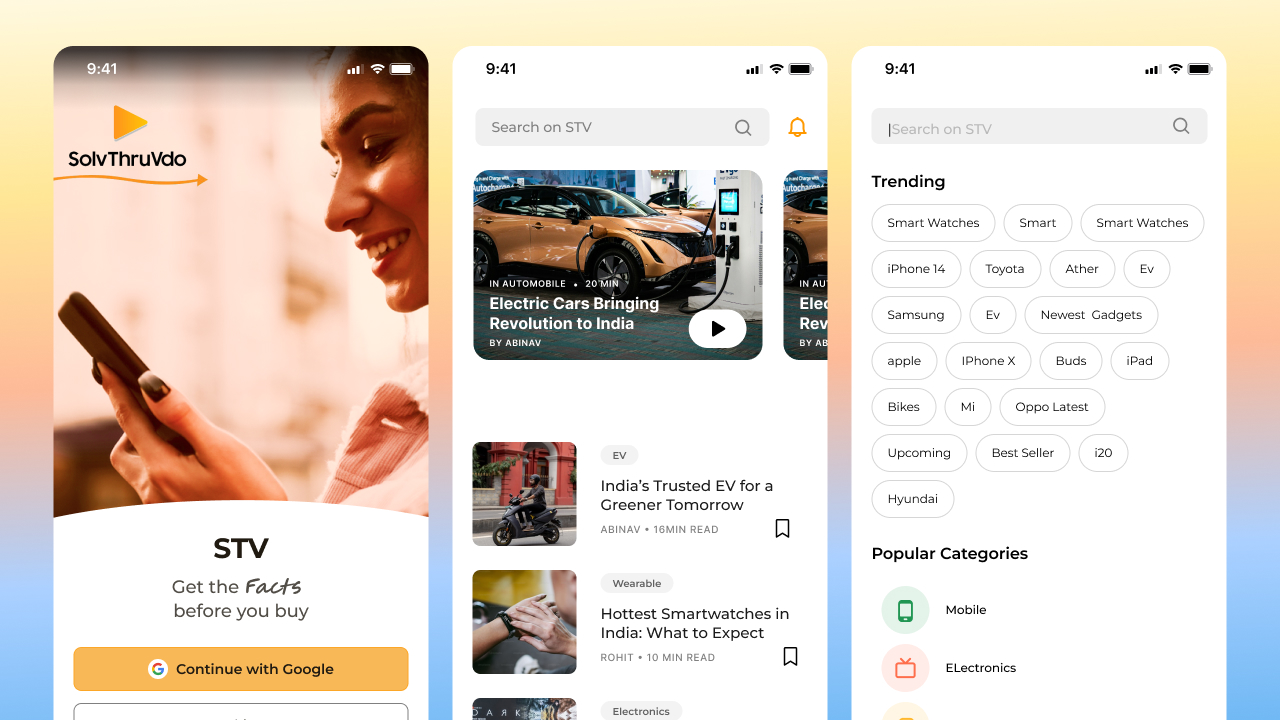 9:41
SolvThruVdo
STV
Get the Facts
before you buy
Continue with Google
9:41
Search on STV
IN AUTOMOBILE • 20 MIN
Electric Cars Bringing
Revolution to India
BY ABINAV
IN AU
Elec
Rev
BY AB
EV
India’s Trusted EV for a
Greener Tomorrow
ABINAV • 16MIN READ
Wearable
Hottest Smartwatches in
India: What to Expect
ROHIT • 10 MIN READ
Electronics
9:41
Search on STV
Trending
Smart Watches
Smart
Smart Watches
iPhone 14
Toyota
Ather
Ev
Samsung
Ev
Newest Gadgets
apple
IPhone X
Buds
iPad
Bikes
Mi
Oppo Latest
Upcoming
Best Seller
i20
Hyundai
Popular Categories
Mobile
ELectronics